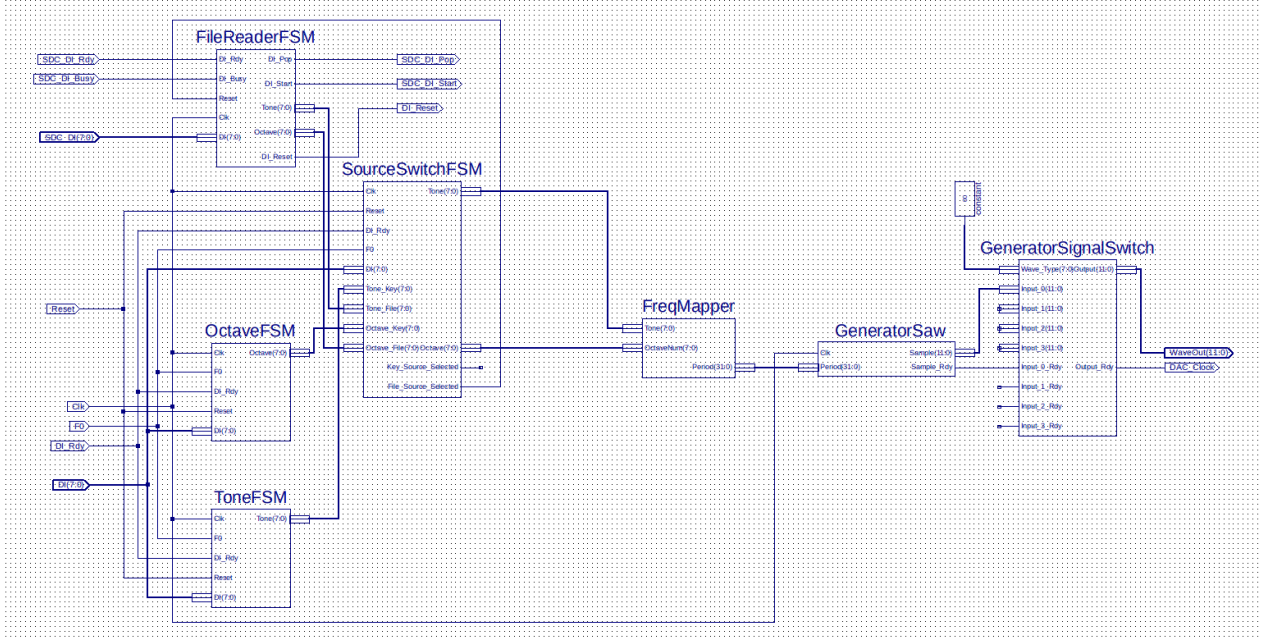 FileReaderFSM
SDC_DI_Rdy
SDC_DI_Busy
SDC_DI(7:0)
DI_Rdy
DI_Busy
Reset
Clk
DI(7:0)
DI_Pop
DI_Start
Tone(7:0)
Octave(7:0)
DI_Reset
SDC_DI_Pop
SDC_DI_Start
DI_Reset
SourceSwitchFSM
Clk
Reset
DI_Rdy
F0
DI(7:0)
Tone_Key(7:0)
Tone_File(7:0)
Octave_Key(7:0)
Octave_File(7:0) Octave(7:0)
Key_Source_Selected
File_Source_Selected
Tone(7:0)
Reset
Clk
F0
DI_Rdy
DI(7:0)
OctaveFSM
Clk
F0
DI_Rdy
Reset
DI(7:0)
Octave(7:0)
ToneFSM
Clk
F0
DI_Rdy
Reset
DI(7:0)
Tone(7:0)
FreqMapper
Tone(7:0)
OctaveNum(7:0)
Period(31:0)
GeneratorSaw
Clk
Period(31:0)
Sample(11:0)
Sample_Rdy
constant
GeneratorSignalSwitch
Wave_Type(7:0)Output(11:0)
Input_0(11:0)
Input_1(11:0)
Input_2(11:0)
Input_3(11:0)
Input_0_Rdy
Input_1_Rdy
Input_2_Rdy
Input_3_Rdy
Output_Rdy
WaveOut(11:0)
DAC_Clock